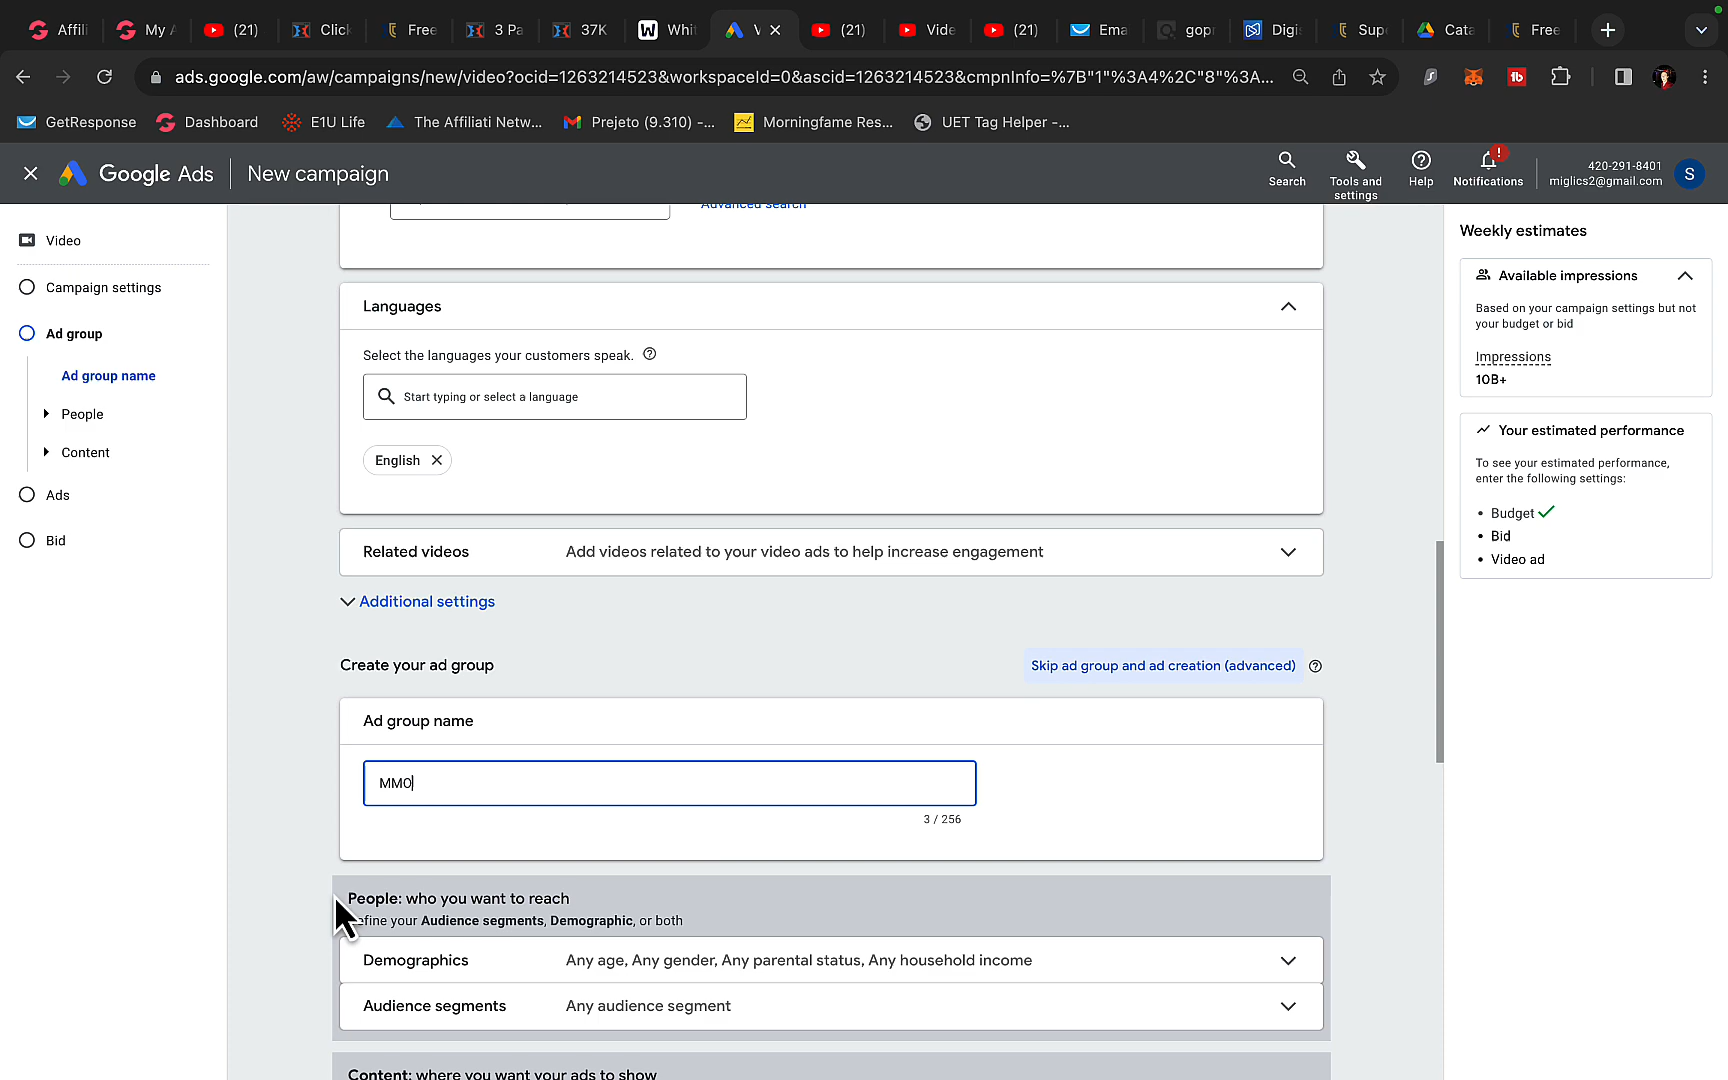 Affili
My A
(21)
Click
Free
3 Pa
37K
Whit
V
(21)
Vide
(21)
Ema
gopr
Digis
Sup
Cata
Free
ads.google.com/aw/campaigns/new/video?ocid=1263214523&workspaceId=0&ascid=1263214523&cmpnInfo=%7B"1"%3A4%2C"8"%3A...
GetResponse
Dashboard
E1U Life
The Affiliati Netw...
Prejeto (9.310) -...
Morningfame Res...
UET Tag Helper -...
Google Ads
New campaign
Search
Tools and
settings
Help
Notifications
420-291-8401
miglics2@gmail.com
S
Video
Campaign settings
Ad group
Ad group name
People
Content
Ads
Bid
Advanced search
Languages
Select the languages your customers speak.
Start typing or select a language
English
Related videos
Add videos related to your video ads to help increase engagement
Additional settings
Create your ad group
Skip ad group and ad creation (advanced)
Ad group name
MMO
3 / 256
People: who you want to reach
efine your Audience segments, Demographic, or both
Demographics
Any age, Any gender, Any parental status, Any household income
Audience segments
Any audience segment
Content: where you want your ads to show
Weekly estimates
Available impressions
Based on your campaign settings but not
your budget or bid
Impressions
10B+
Your estimated performance
To see your estimated performance,
enter the following settings:
• Budget
• Bid
• Video ad